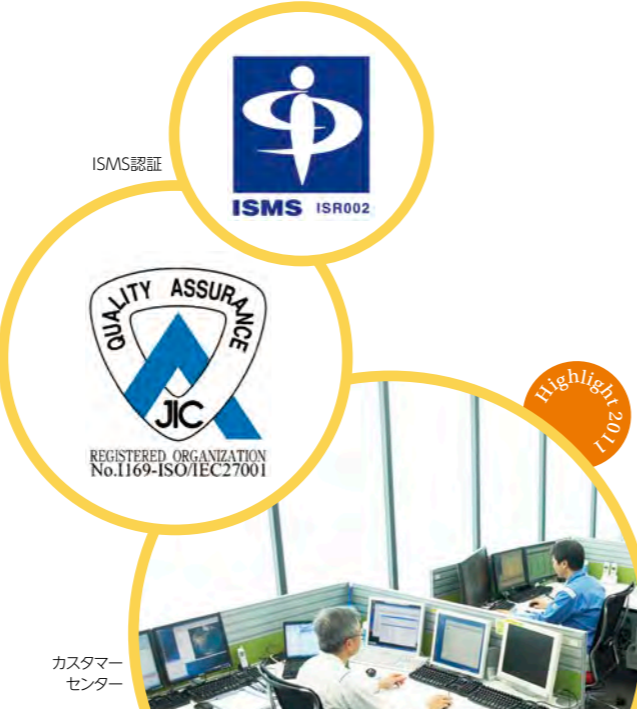 ISMS認証
ISMS ISR002
QUALITY ASSURANCE
JIC
REGISTERED ORGANIZATION
No.I169-ISO/IEC27001
Highlight 2011
カスタマー
センター